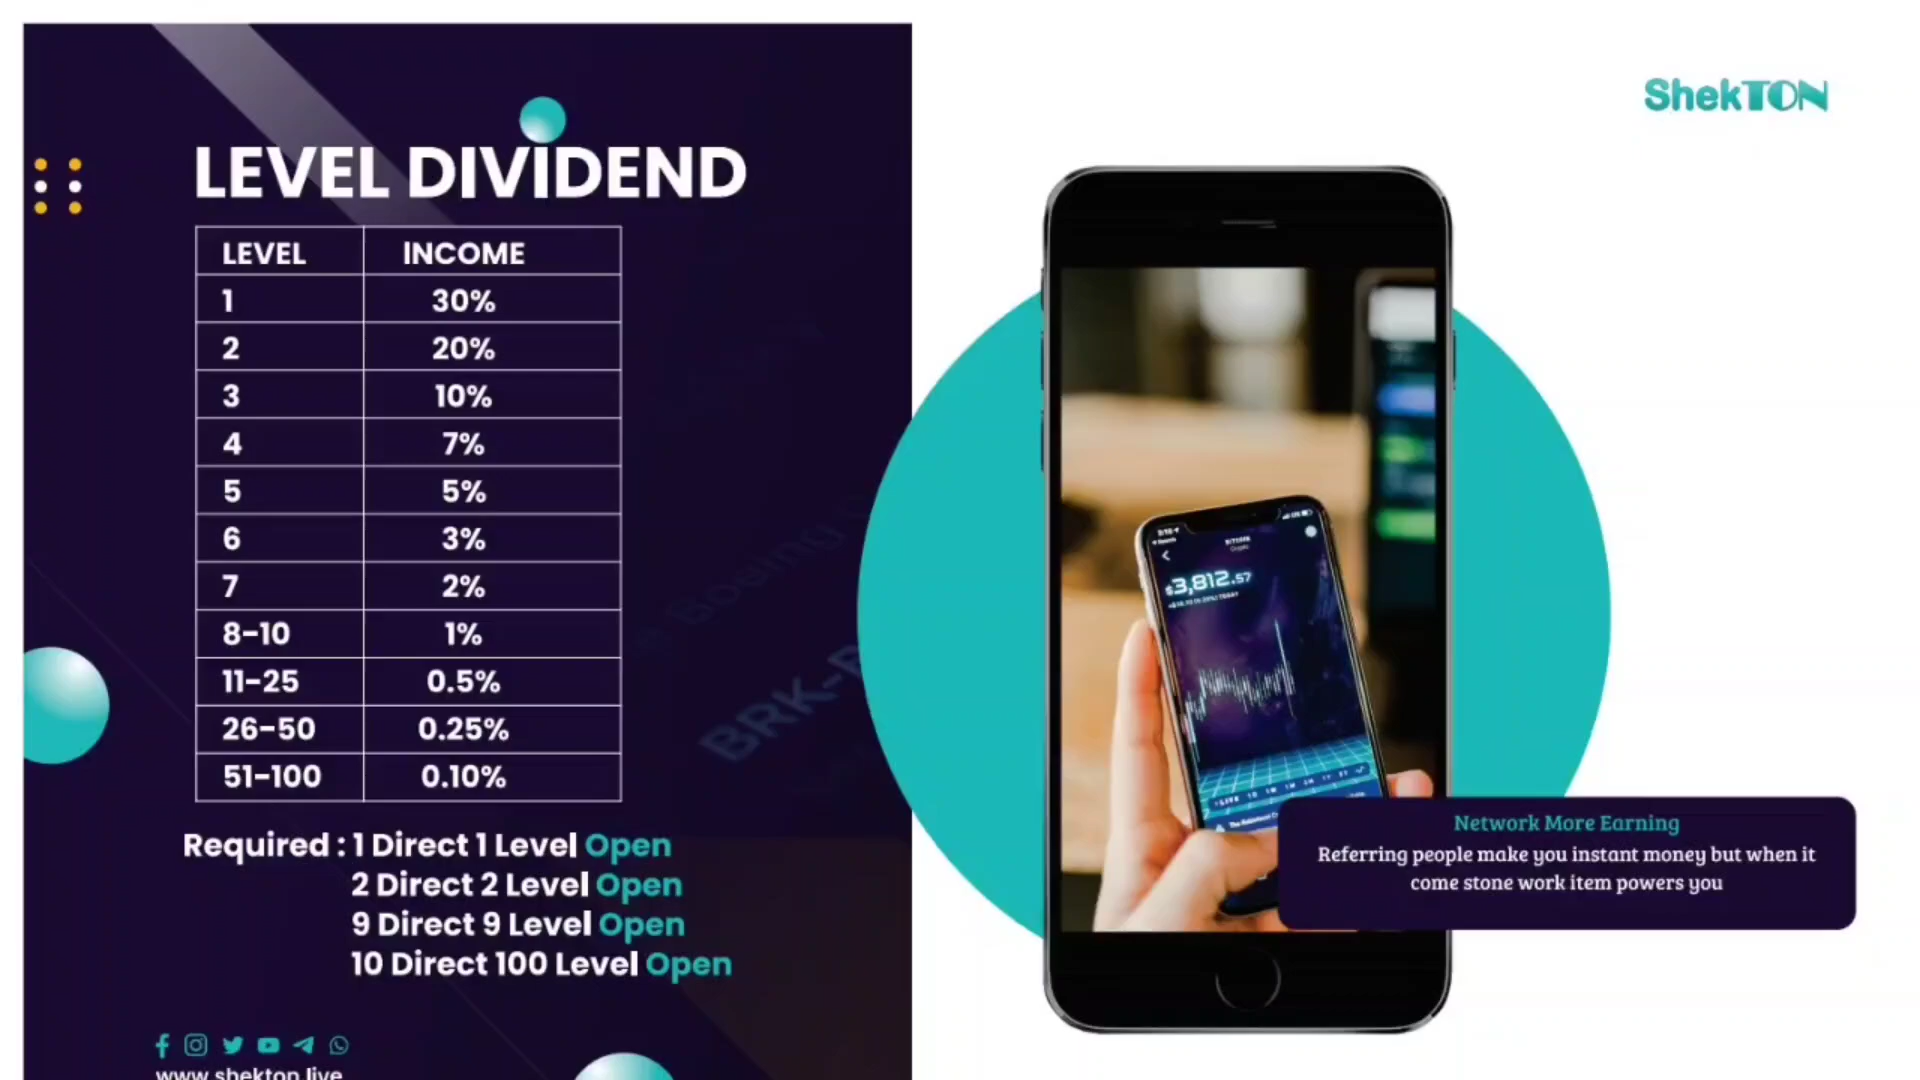 ShekTON
LEVEL DIVIDEND
LEVEL INCOME
1 30%
2 20%
3 10%
4 7%
5 5%
6 3%
7 2%
8-10 1%
11-25 0.5%
26-50 0.25%
51-100 0.10%
Required : 1 Direct 1 Level Open
2 Direct 2 Level Open
9 Direct 9 Level Open
10 Direct 100 Level Open
www.shekton.live
BRK-B
$3,812.57
Network More Earning
Referring people make you instant money but when it
come stone work item powers you